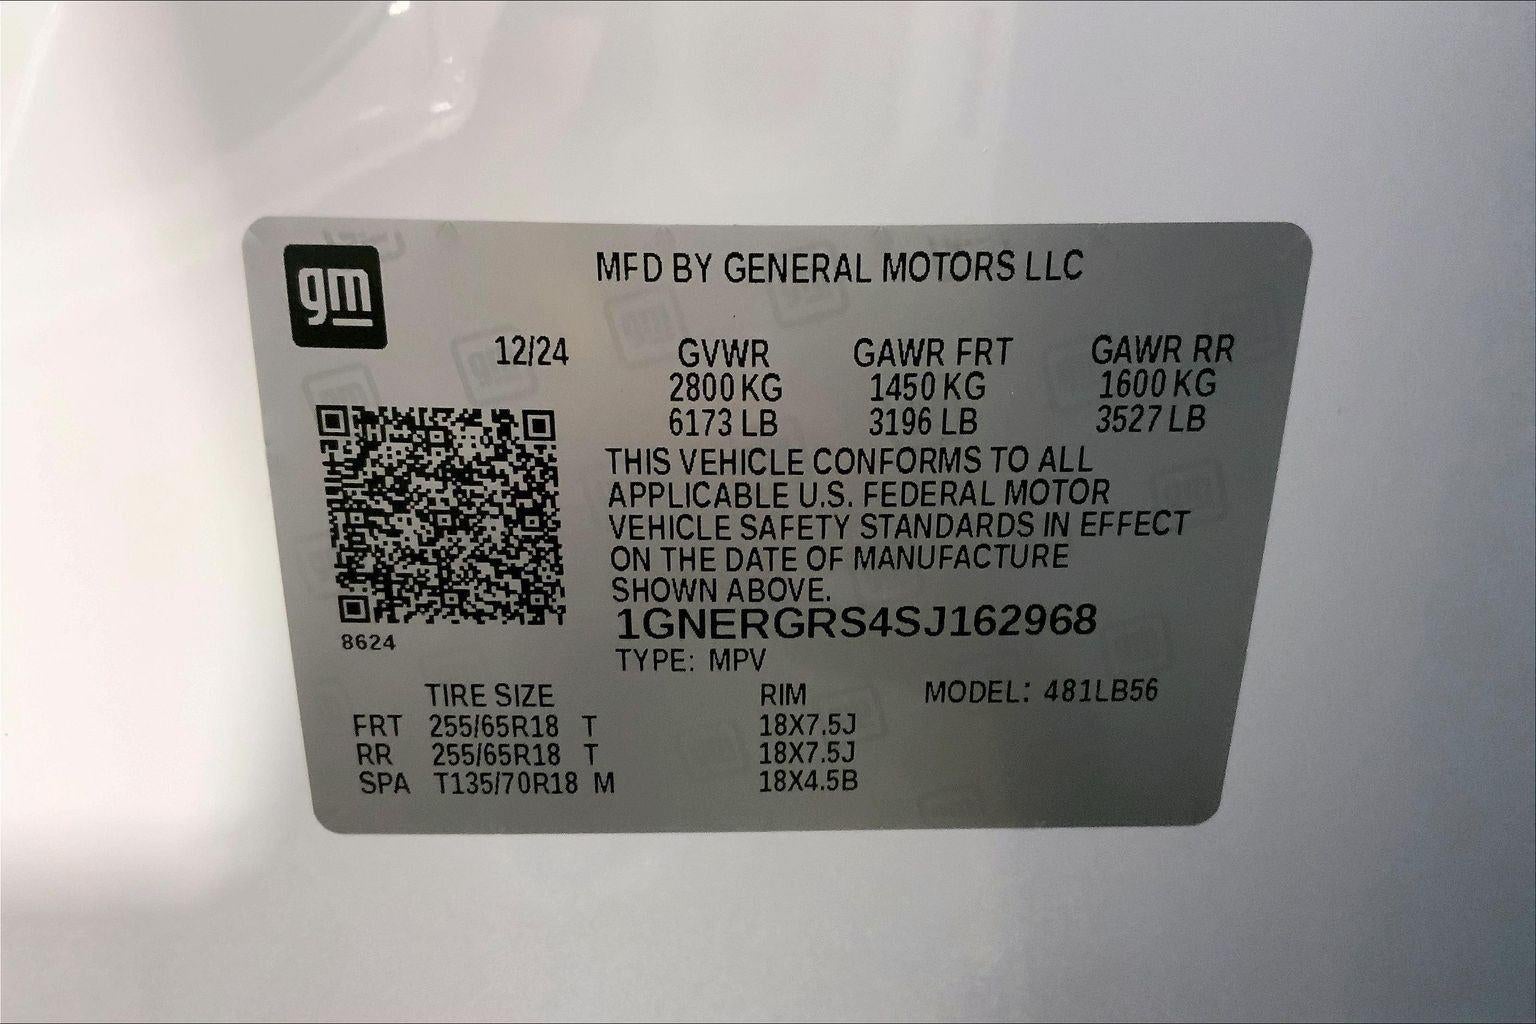 gm
MFD BY GENERAL MOTORS LLC
12/24 GVWR GAWR FRT GAWR RR
2800 KG 1450 KG 1600 KG
6173 LB 3196 LB 3527 LB
THIS VEHICLE CONFORMS TO ALL
APPLICABLE U.S. FEDERAL MOTOR
VEHICLE SAFETY STANDARDS IN EFFECT
ON THE DATE OF MANUFACTURE
SHOWN ABOVE.
1GNERGRS4SJ162968
8624
TYPE: MPV
TIRE SIZE RIM MODEL: 481LB56
FRT 255/65R18 T 18X7.5J
RR 255/65R18 T 18X7.5J
SPA T135/70R18 M 18X4.5B